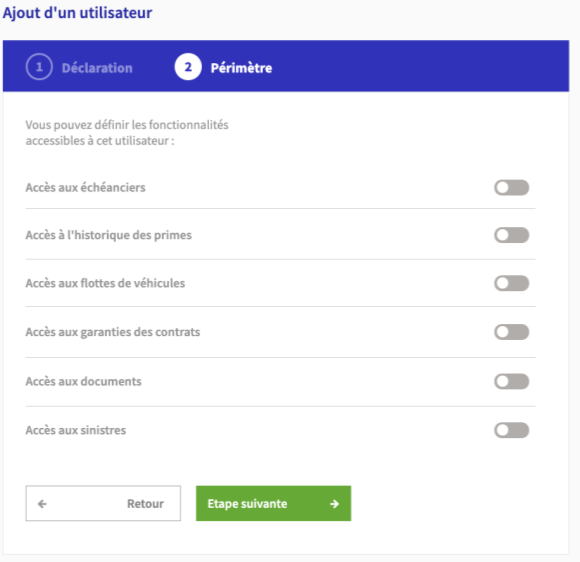 Ajout d'un utilisateur
1 Déclaration 2 Périmètre
Vous pouvez définir les fonctionnalités
accessibles à cet utilisateur :
Accès aux échéanciers
Accès à l'historique des primes
Accès aux flottes de véhicules
Accès aux garanties des contrats
Accès aux documents
Accès aux sinistres
← Retour Etape suivante →